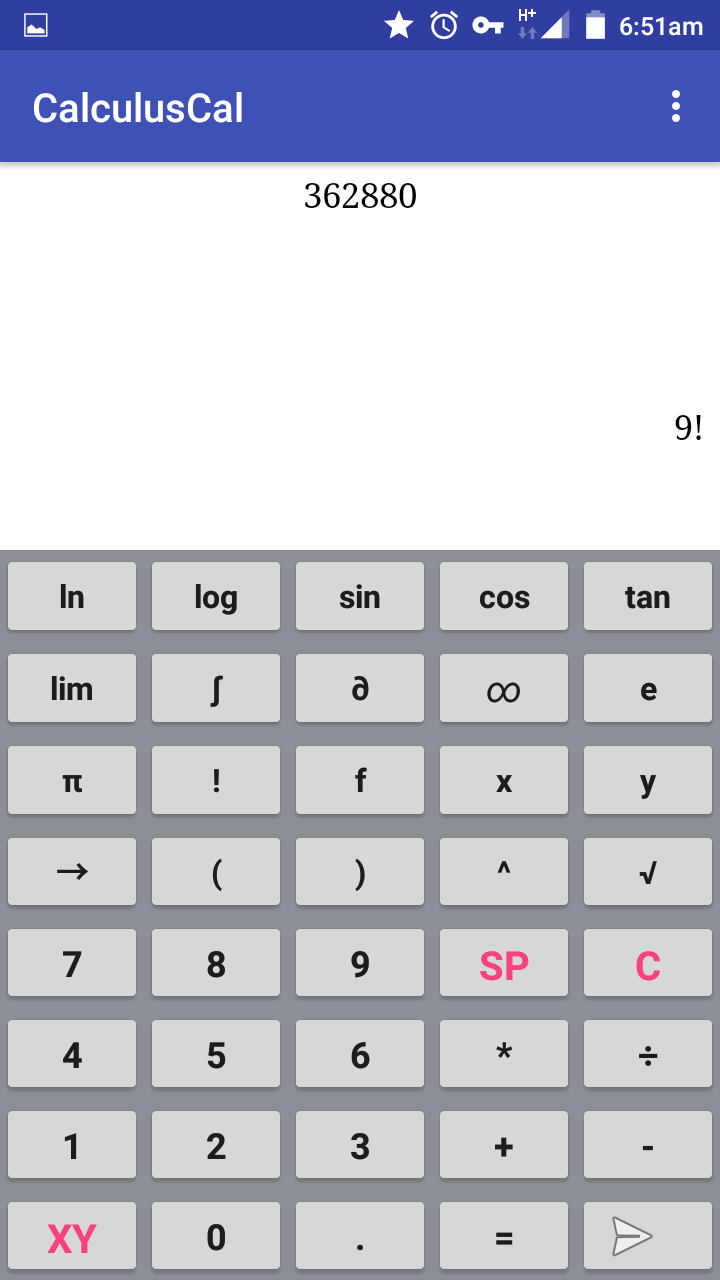 H+ 6:51am
CalculusCal
362880
9!
ln log sin cos tan
lim ∫ ∂ ∞ e
π ! f x y
→ ( ) ^ √
7 8 9 SP C
4 5 6 * ÷
1 2 3 + -
XY 0 . =